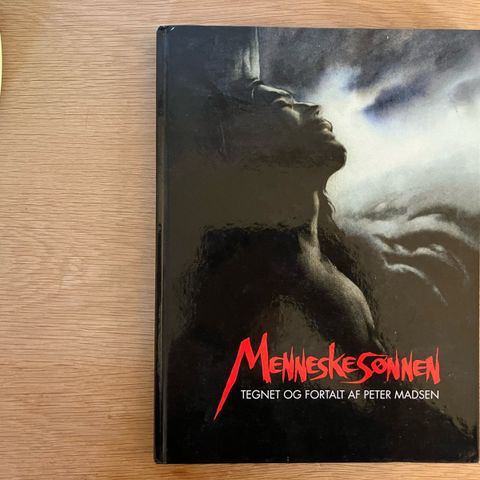 MENNESKESØNNEN
TEGNET OG FORTALT AF PETER MADSEN